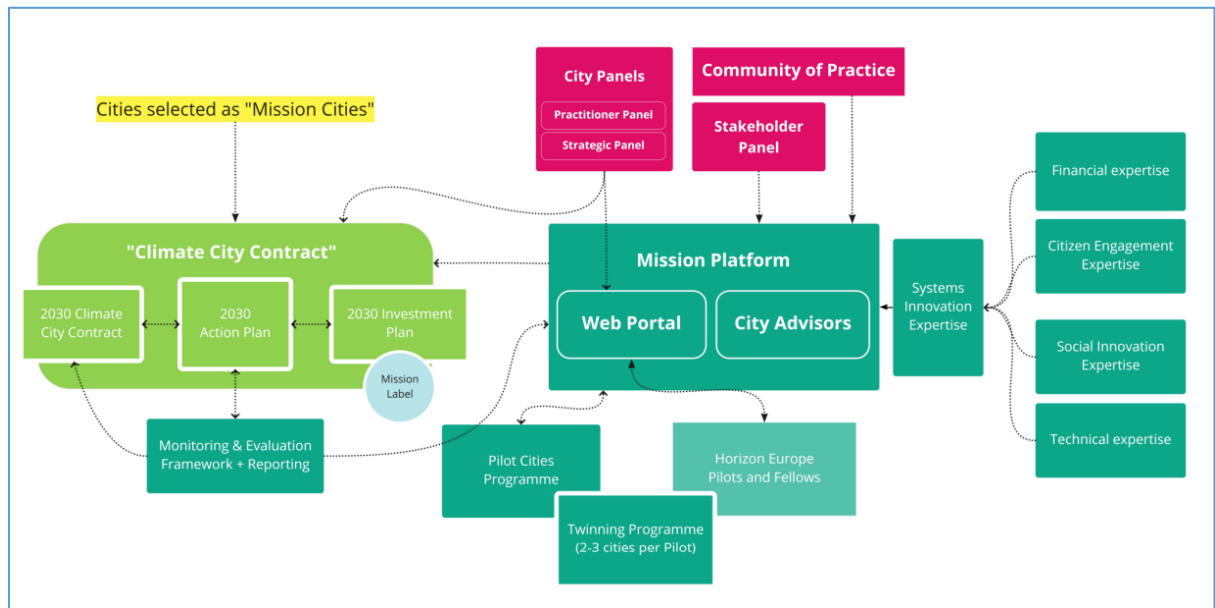 Cities selected as "Mission Cities"
City Panels
Practitioner Panel
Strategic Panel
Community of Practice
Stakeholder
Panel
"Climate City Contract"
2030 Climate
City Contract
2030
Action Plan
2030 Investment
Plan
Mission
Label
Monitoring & Evaluation
Framework + Reporting
Mission Platform
Web Portal
City Advisors
Systems
Innovation
Expertise
Financial expertise
Citizen Engagement
Expertise
Social Innovation
Expertise
Technical expertise
Pilot Cities
Programme
Horizon Europe
Pilots and Fellows
Twinning Programme
(2-3 cities per Pilot)